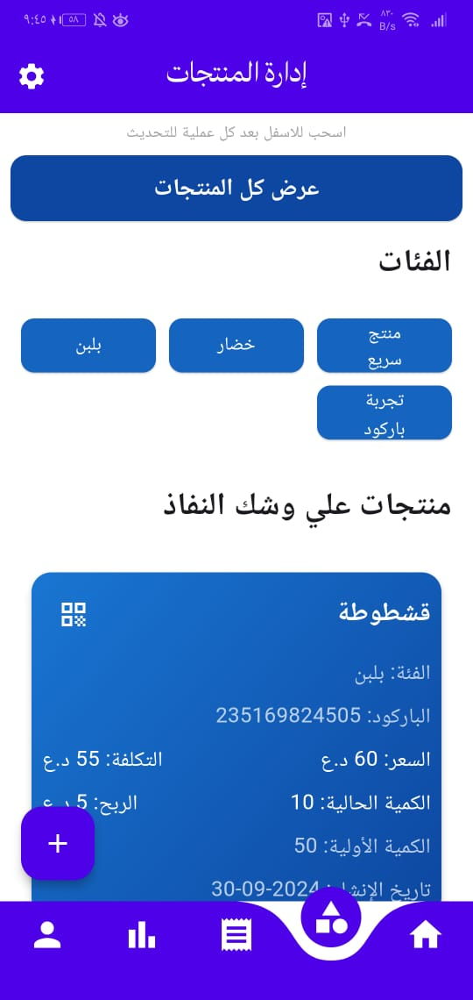 ٩:٤٥
٥٨
٨٣٠
B/s
إدارة المنتجات
اسحب للاسفل بعد كل عملية للتحديث
عرض كل المنتجات
الفئات
منتج
سريع
خضار
بلبن
تجربة
باركود
منتجات علي وشك النفاذ
قشطوطة
الفئة: بلبن
الباركود: 235169824505
السعر: 60 د.ع
التكلفة: 55 د.ع
الكمية الحالية: 10
الربح: 5 د.ع
الكمية الأولية: 50
تاريخ الإنشاء: 30-09-2024